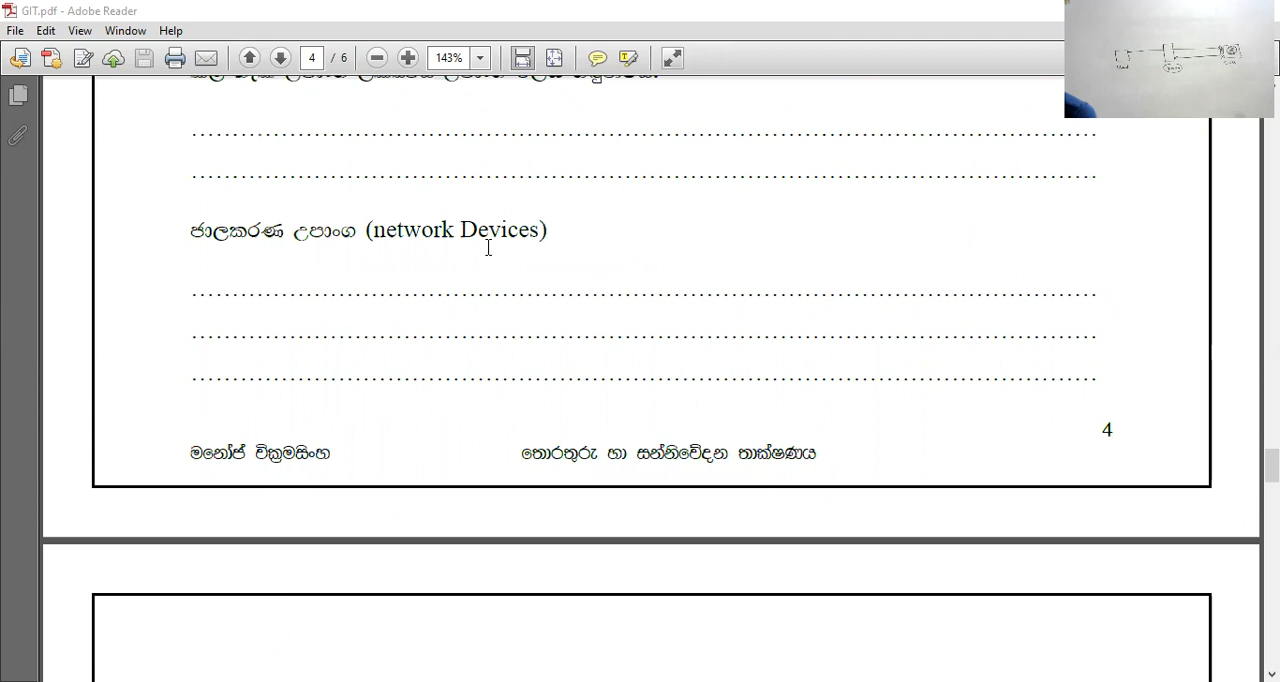 GIT.pdf - Adobe Reader
File Edit View Window Help
4 / 6 143%
ජාලකරණ උපාංග (network Devices)
4
මනෝජ් වික්‍රමසිංහ තොරතුරු හා සන්නිවේදන තාක්ෂණය